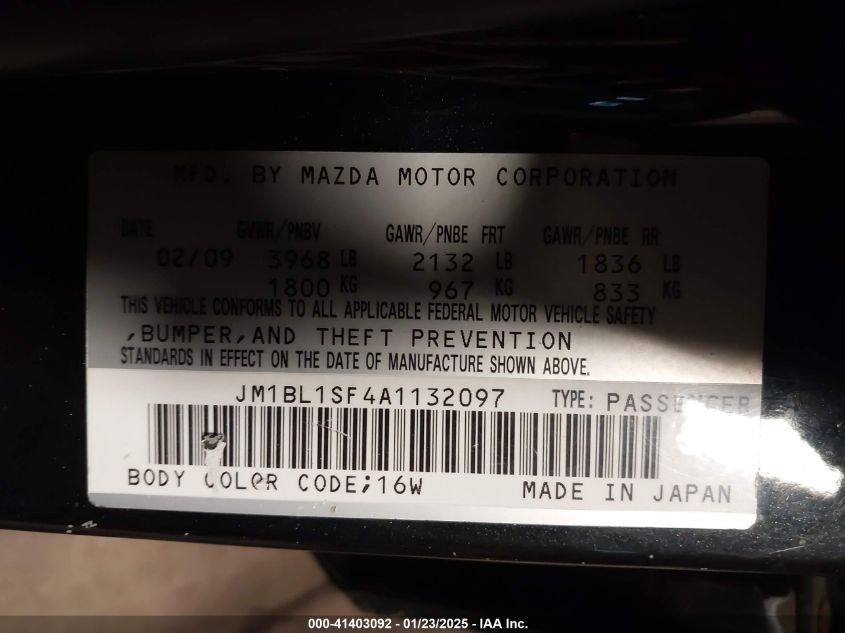 MFD. BY MAZDA MOTOR CORPORATION
DATE GVWR/PNBV GAWR/PNBE FRT GAWR/PNBE RR
02/09 3968 LB 2132 LB 1836 LB
1800 KG 967 KG 833 KG
THIS VEHICLE CONFORMS TO ALL APPLICABLE FEDERAL MOTOR VEHICLE SAFETY
,BUMPER,AND THEFT PREVENTION
STANDARDS IN EFFECT ON THE DATE OF MANUFACTURE SHOWN ABOVE.
JM1BL1SF4A1132097 TYPE: PASSENGER
BODY COLOR CODE;16W MADE IN JAPAN
000-41403092 - 01/23/2025 - IAA Inc.